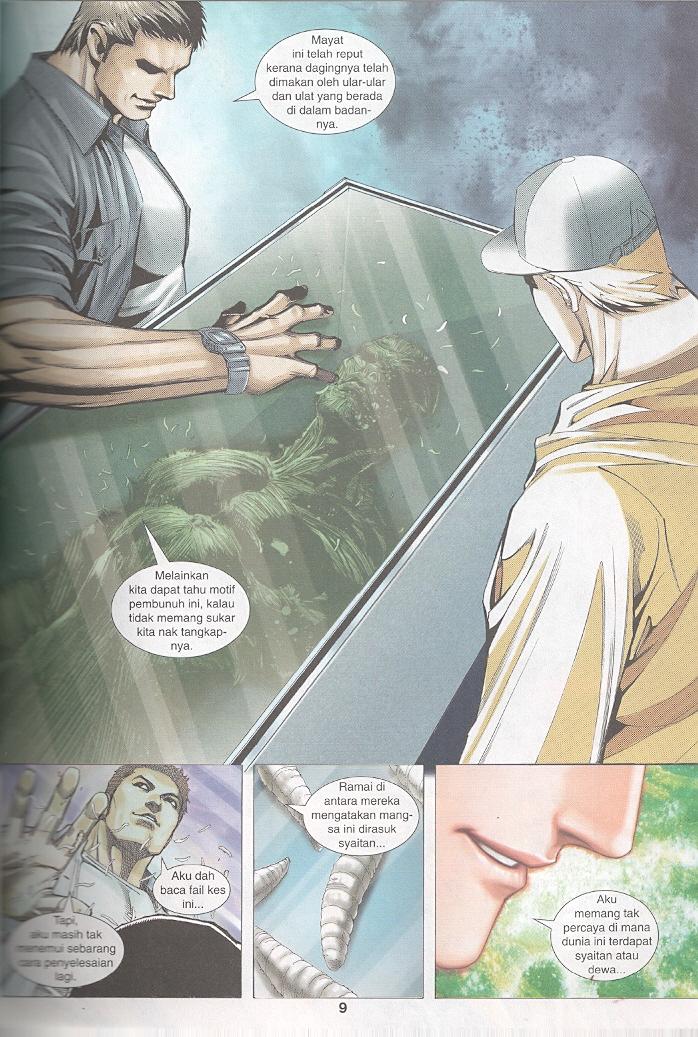 Mayat
ini telah reput
kerana dagingnya telah
dimakan oleh ular-ular
dan ulat yang berada
di dalam badan-
nya.
Melainkan
kita dapat tahu motif
pembunuh ini, kalau
tidak memang sukar
kita nak tangkap-
nya.
Aku dah
baca fail kes
ini...
Tapi,
aku masih tak
menemui sebarang
cara penyelesaian
lagi.
Ramai di
antara mereka
mengatakan mang-
sa ini dirasuk
syaitan...
Aku
memang tak
percaya di mana
dunia ini terdapat
syaitan atau
dewa...
9